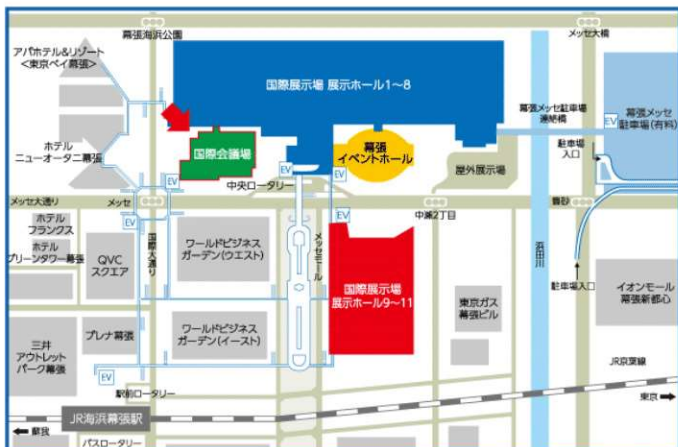 幕張海浜公園
メッセ大橋
アパホテル&リゾート
<東京ベイ幕張>
国際展示場 展示ホール1~8
幕張メッセ駐車場
連絡橋
EV
幕張メッセ
駐車場(有料)
国際会議場
幕張
イベントホール
駐車場
入口
ホテル
ニューオータニ幕張
EV
EV
中央ロータリー
屋外展示場
メッセ大通り
メッセ
中瀬2丁目
豊砂
EV
EV
ホテル
フランクス
ホテル
グリーンタワー幕張
QVC
スクエア
国際大通り
ワールドビジネス
ガーデン(ウエスト)
メッセモール
国際展示場
展示ホール9~11
浜田川
東京ガス
幕張ビル
駐車場入口
イオンモール
幕張新都心
プレナ幕張
ワールドビジネス
ガーデン(イースト)
三井
アウトレット
パーク幕張
EV
JR京葉線
駅前ロータリー
東京
JR海浜幕張駅
蘇我
バスロータリー